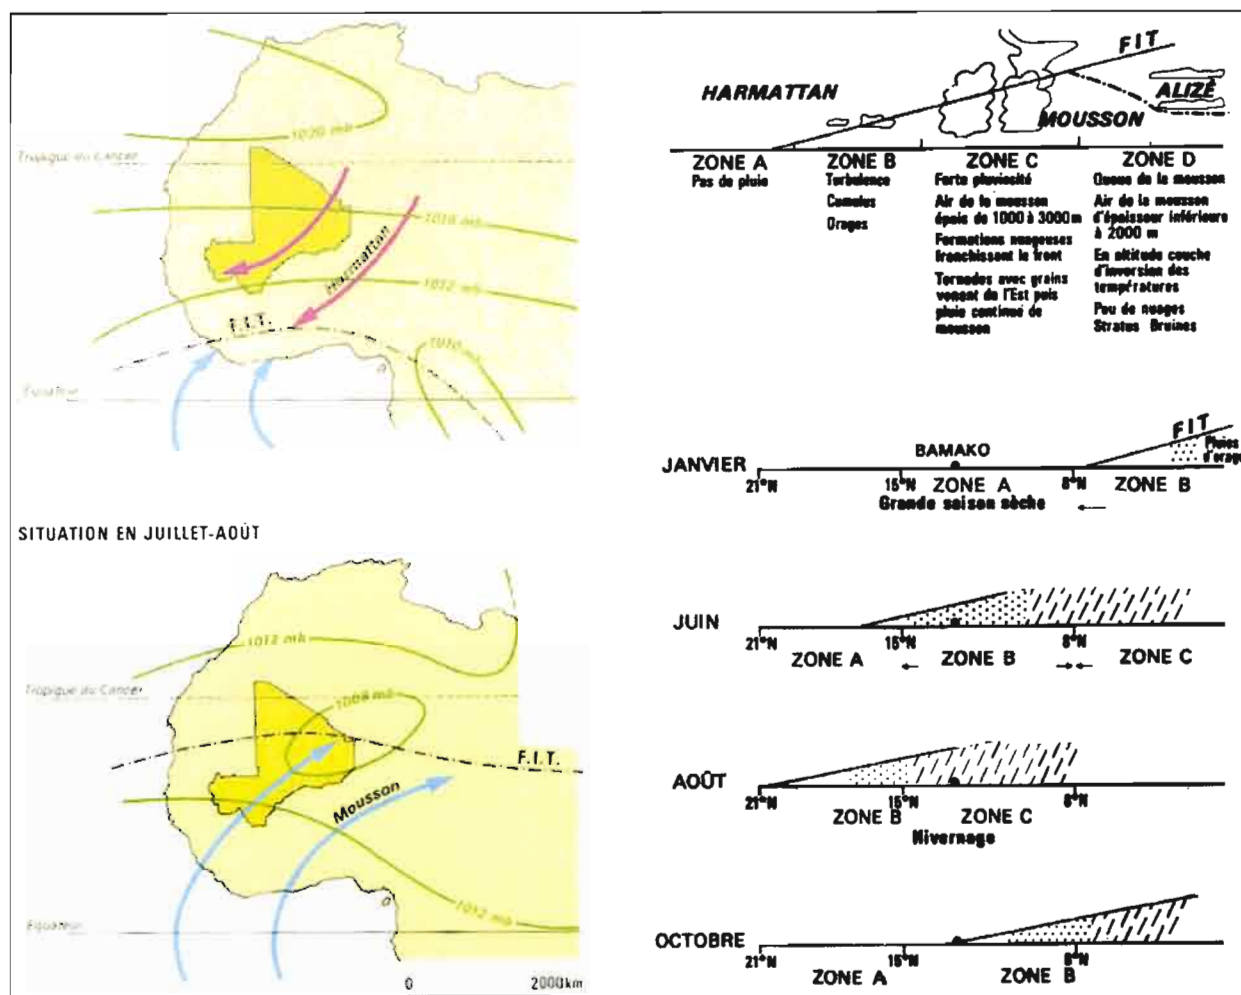 1020 mb
Tropique du Cancer
1016 mb
Harmattan
1012 mb
F.I.T.
1010
Equateur
SITUATION EN JUILLET-AOÛT
1012 mb
Tropique du Cancer
1008 mb
F.I.T.
Mousson
1012 mb
Equateur
0 2000km
FIT
HARMATTAN
ALIZÉ
MOUSSON
ZONE A
Pas de pluie
ZONE B
Turbulence
Cumulus
Orages
ZONE C
Forte pluviosité
Air de la mousson
épais de 1000 à 3000m
Formations nuageuses
franchissant le front
Tornades avec grains
venant de l'Est puis
pluie continue de
mousson
ZONE D
Queue de la mousson
Air de la mousson
d'épaisseur inférieure
à 2000 m
En altitude couche
d'inversion des
températures
Peu de nuages
Stratus Bruines
FIT
Pluies
d'orage
BAMAKO
JANVIER
21°N 15°N 8°N
ZONE A ZONE B
Grande saison sèche
JUIN
21°N 15°N 8°N
ZONE A ZONE B ZONE C
AOÛT
21°N 15°N 8°N
ZONE B ZONE C
Hivernage
OCTOBRE
21°N 15°N 8°N
ZONE A ZONE B